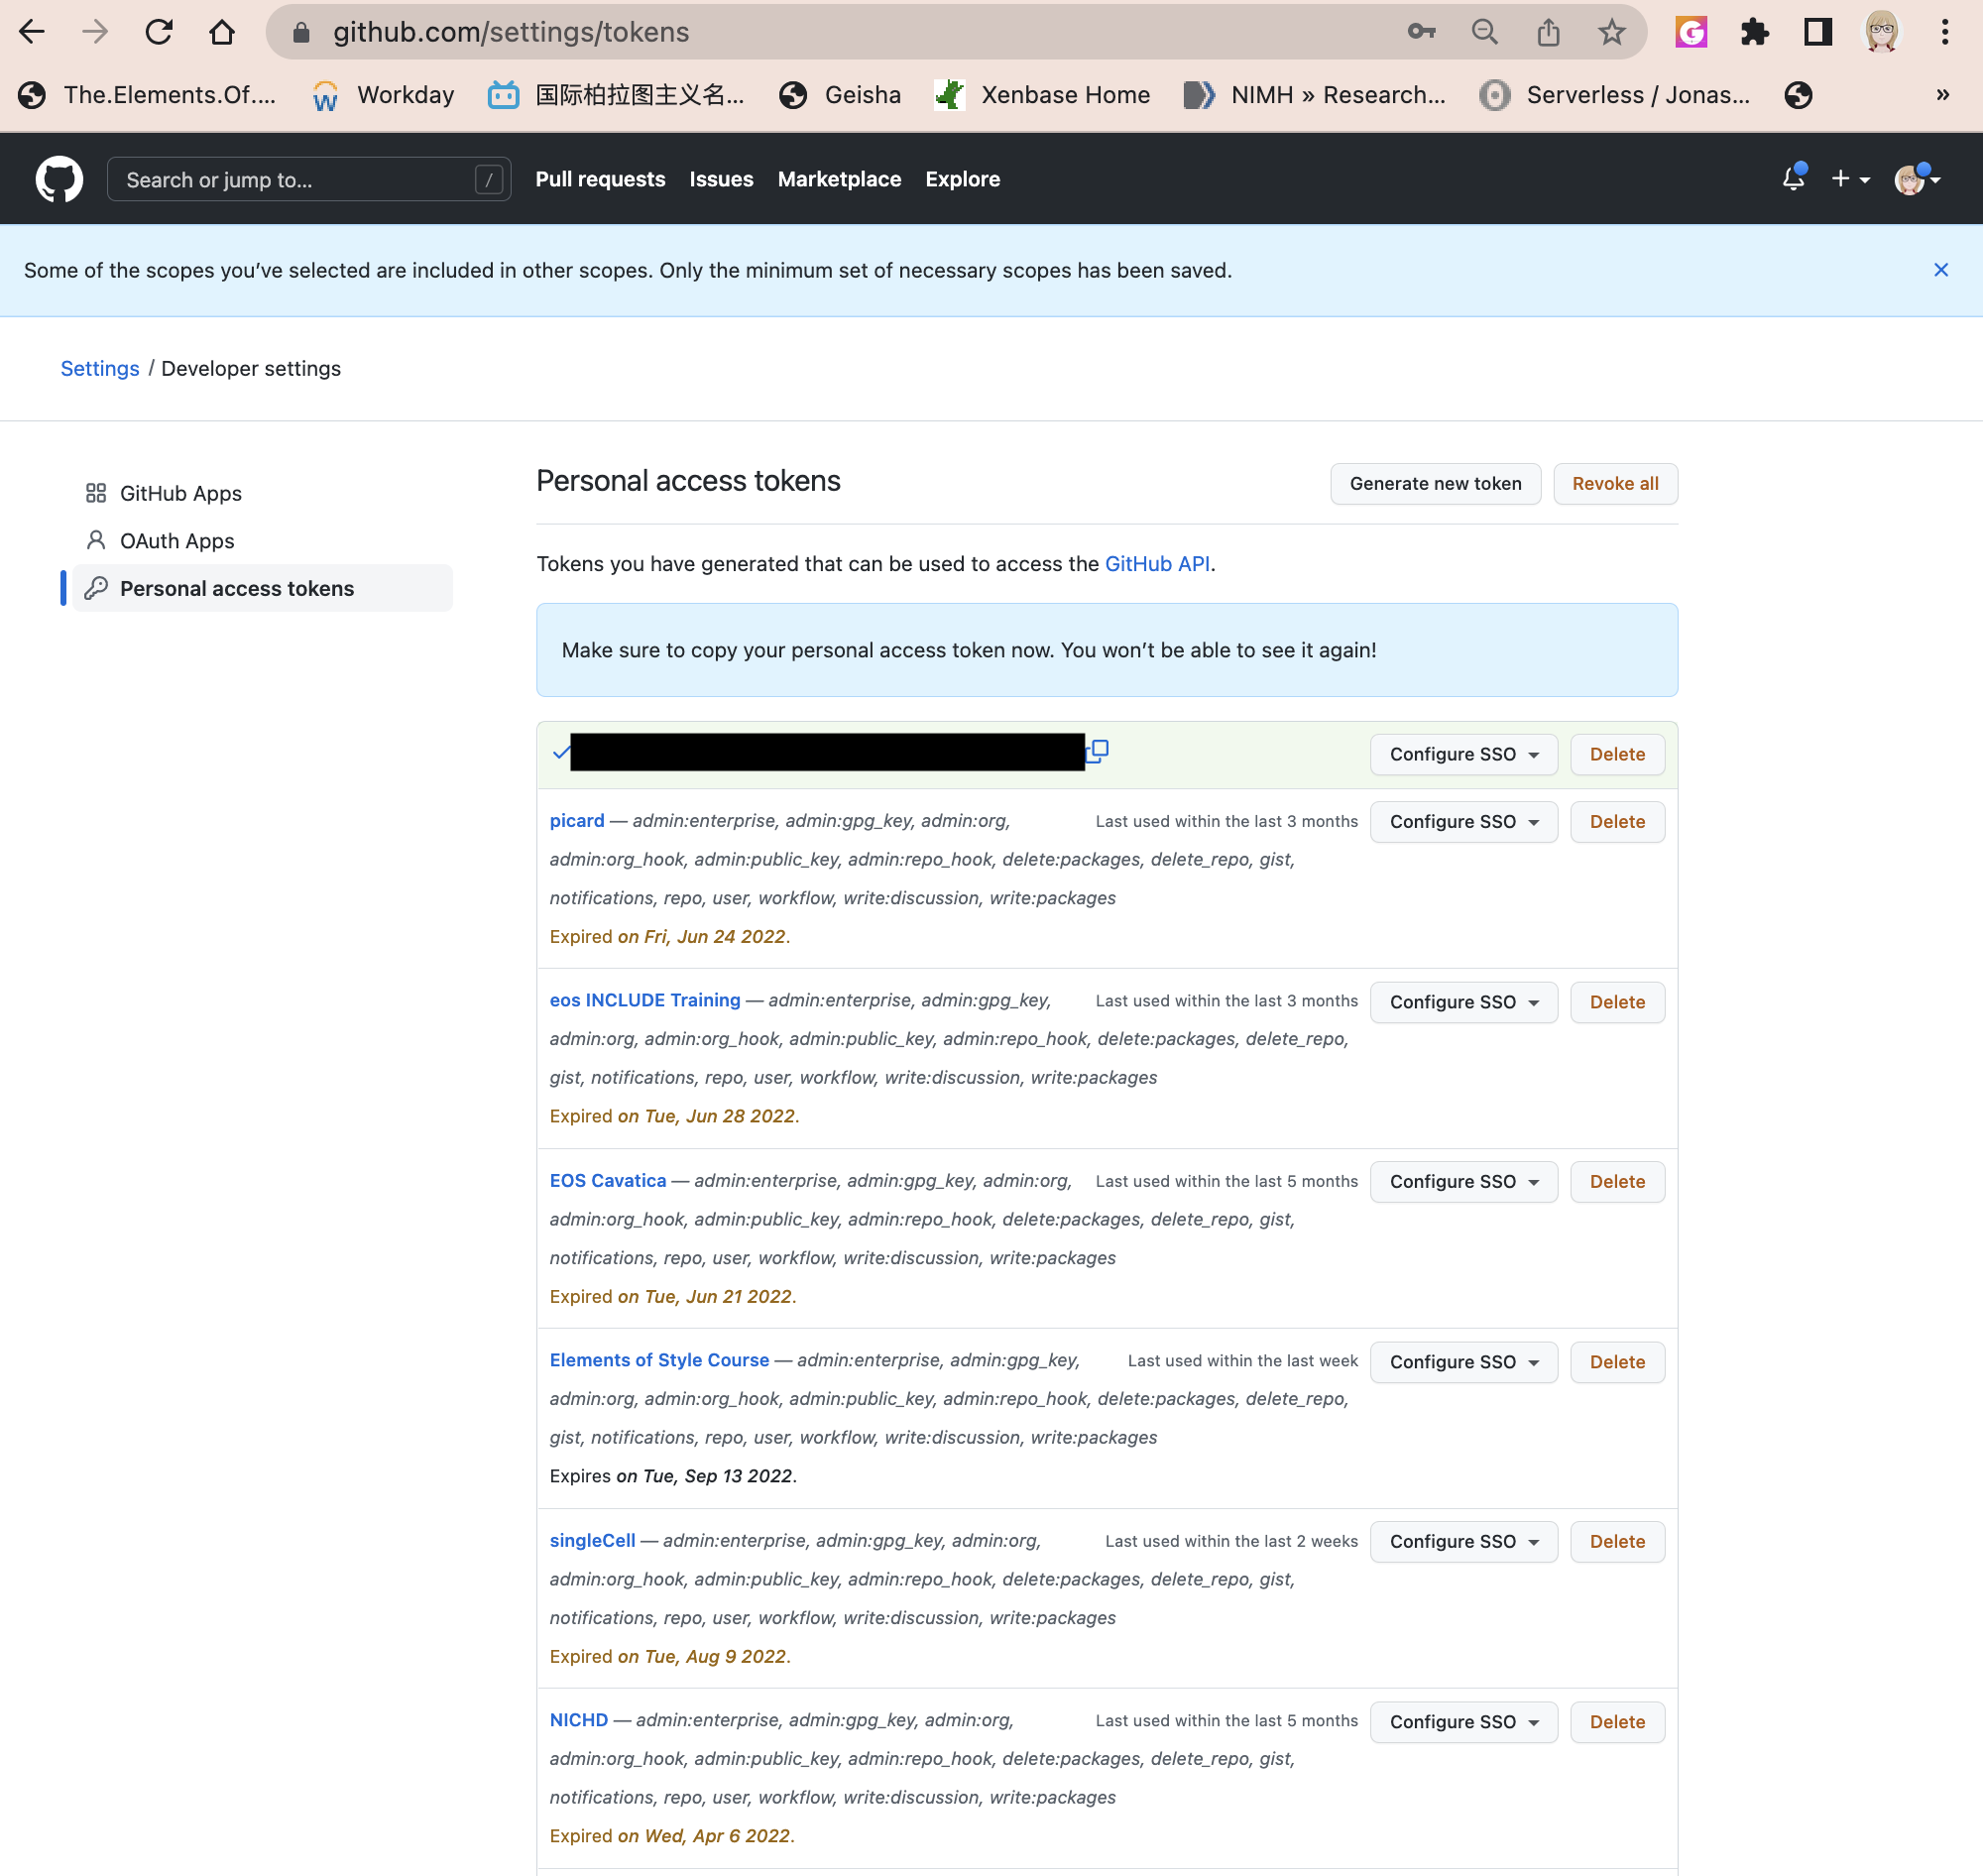 github.com/settings/tokens
The.Elements.Of.... Workday 国际柏拉图主义名... Geisha Xenbase Home NIMH » Research... Serverless / Jonas... »
Search or jump to... / Pull requests Issues Marketplace Explore
Some of the scopes you’ve selected are included in other scopes. Only the minimum set of necessary scopes has been saved.
Settings / Developer settings
GitHub Apps
OAuth Apps
Personal access tokens
Personal access tokens Generate new token Revoke all
Tokens you have generated that can be used to access the GitHub API.
Make sure to copy your personal access token now. You won’t be able to see it again!
Configure SSO Delete
picard — admin:enterprise, admin:gpg_key, admin:org, Last used within the last 3 months Configure SSO Delete
admin:org_hook, admin:public_key, admin:repo_hook, delete:packages, delete_repo, gist,
notifications, repo, user, workflow, write:discussion, write:packages
Expired on Fri, Jun 24 2022.
eos INCLUDE Training — admin:enterprise, admin:gpg_key, Last used within the last 3 months Configure SSO Delete
admin:org, admin:org_hook, admin:public_key, admin:repo_hook, delete:packages, delete_repo,
gist, notifications, repo, user, workflow, write:discussion, write:packages
Expired on Tue, Jun 28 2022.
EOS Cavatica — admin:enterprise, admin:gpg_key, admin:org, Last used within the last 5 months Configure SSO Delete
admin:org_hook, admin:public_key, admin:repo_hook, delete:packages, delete_repo, gist,
notifications, repo, user, workflow, write:discussion, write:packages
Expired on Tue, Jun 21 2022.
Elements of Style Course — admin:enterprise, admin:gpg_key, Last used within the last week Configure SSO Delete
admin:org, admin:org_hook, admin:public_key, admin:repo_hook, delete:packages, delete_repo,
gist, notifications, repo, user, workflow, write:discussion, write:packages
Expires on Tue, Sep 13 2022.
singleCell — admin:enterprise, admin:gpg_key, admin:org, Last used within the last 2 weeks Configure SSO Delete
admin:org_hook, admin:public_key, admin:repo_hook, delete:packages, delete_repo, gist,
notifications, repo, user, workflow, write:discussion, write:packages
Expired on Tue, Aug 9 2022.
NICHD — admin:enterprise, admin:gpg_key, admin:org, Last used within the last 5 months Configure SSO Delete
admin:org_hook, admin:public_key, admin:repo_hook, delete:packages, delete_repo, gist,
notifications, repo, user, workflow, write:discussion, write:packages
Expired on Wed, Apr 6 2022.